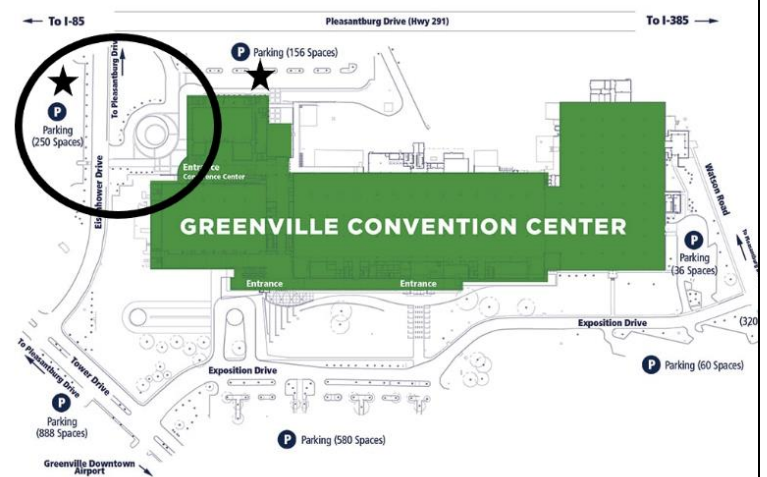 To I-85
Pleasantburg Drive (Hwy 291)
To I-385
P Parking (156 Spaces)
To Pleasantburg Drive
P
Parking
(250 Spaces)
Eisenhower Drive
Entrance
Conference Center
GREENVILLE CONVENTION CENTER
Entrance
Entrance
Watson Road
P
Parking
(36 Spaces)
Exposition Drive
(320
P Parking (60 Spaces)
Exposition Drive
To Pleasantburg Drive
Tower Drive
P
Parking
(888 Spaces)
P Parking (580 Spaces)
Greenville Downtown
Airport